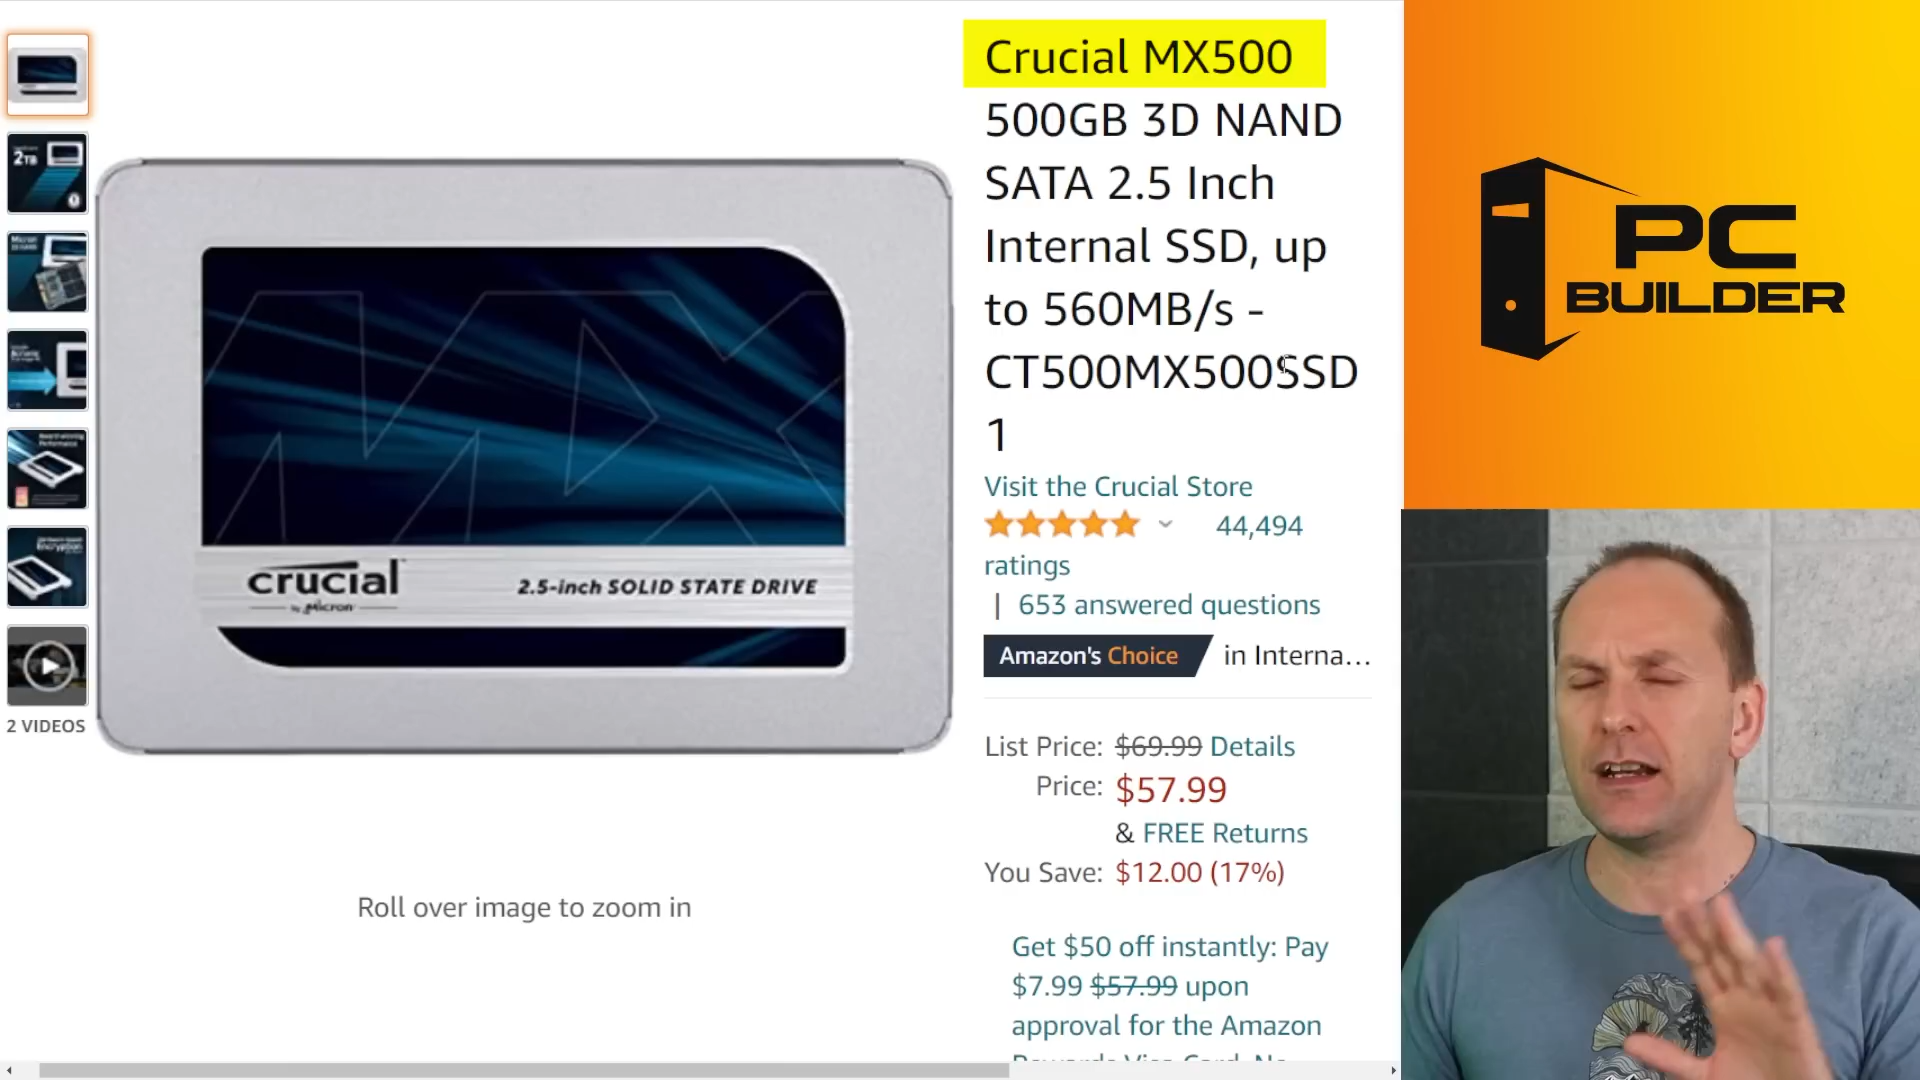 Crucial MX500
500GB 3D NAND
SATA 2.5 Inch
Internal SSD, up
to 560MB/s -
CT500MX500SSD
1
Visit the Crucial Store
44,494
ratings
| 653 answered questions
Amazon's Choice in Interna...
List Price: $69.99 Details
Price: $57.99
& FREE Returns
You Save: $12.00 (17%)
Get $50 off instantly: Pay
$7.99 $57.99 upon
approval for the Amazon
2TB
2 VIDEOS
crucial
by Micron
2.5-inch SOLID STATE DRIVE
Roll over image to zoom in
PC
BUILDER